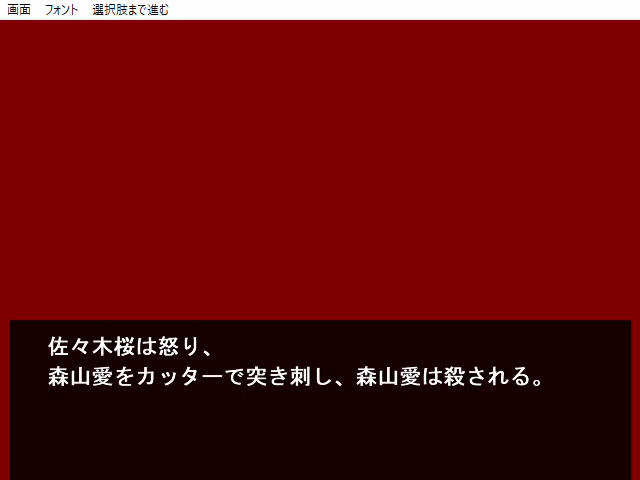 画面 フォント 選択肢まで進む
佐々木桜は怒り、
森山愛をカッターで突き刺し、森山愛は殺される。